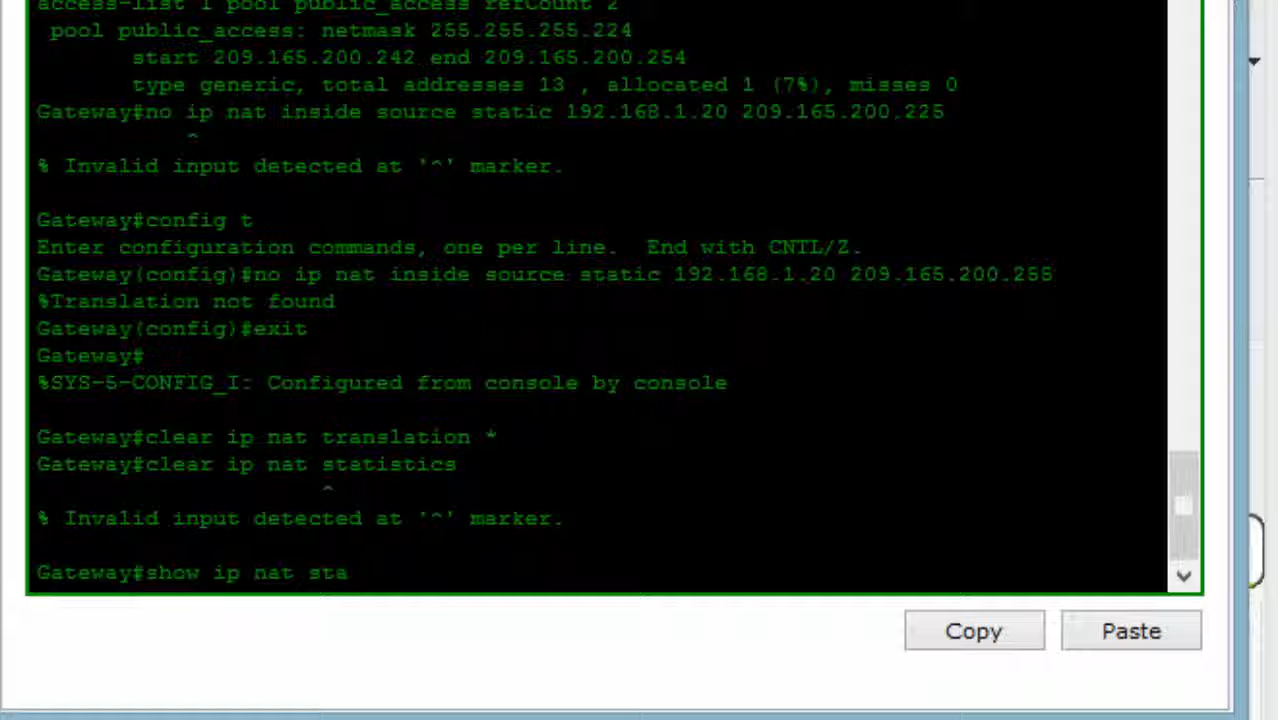 access-list 1 pool public_access refCount 2
pool public_access: netmask 255.255.255.224
start 209.165.200.242 end 209.165.200.254
type generic, total addresses 13 , allocated 1 (7%), misses 0
Gateway#no ip nat inside source static 192.168.1.20 209.165.200.225
^
% Invalid input detected at '^' marker.
Gateway#config t
Enter configuration commands, one per line.  End with CNTL/Z.
Gateway(config)#no ip nat inside source static 192.168.1.20 209.165.200.255
%Translation not found
Gateway(config)#exit
Gateway#
%SYS-5-CONFIG_I: Configured from console by console
Gateway#clear ip nat translation *
Gateway#clear ip nat statistics
^
% Invalid input detected at '^' marker.
Gateway#show ip nat sta
Copy Paste